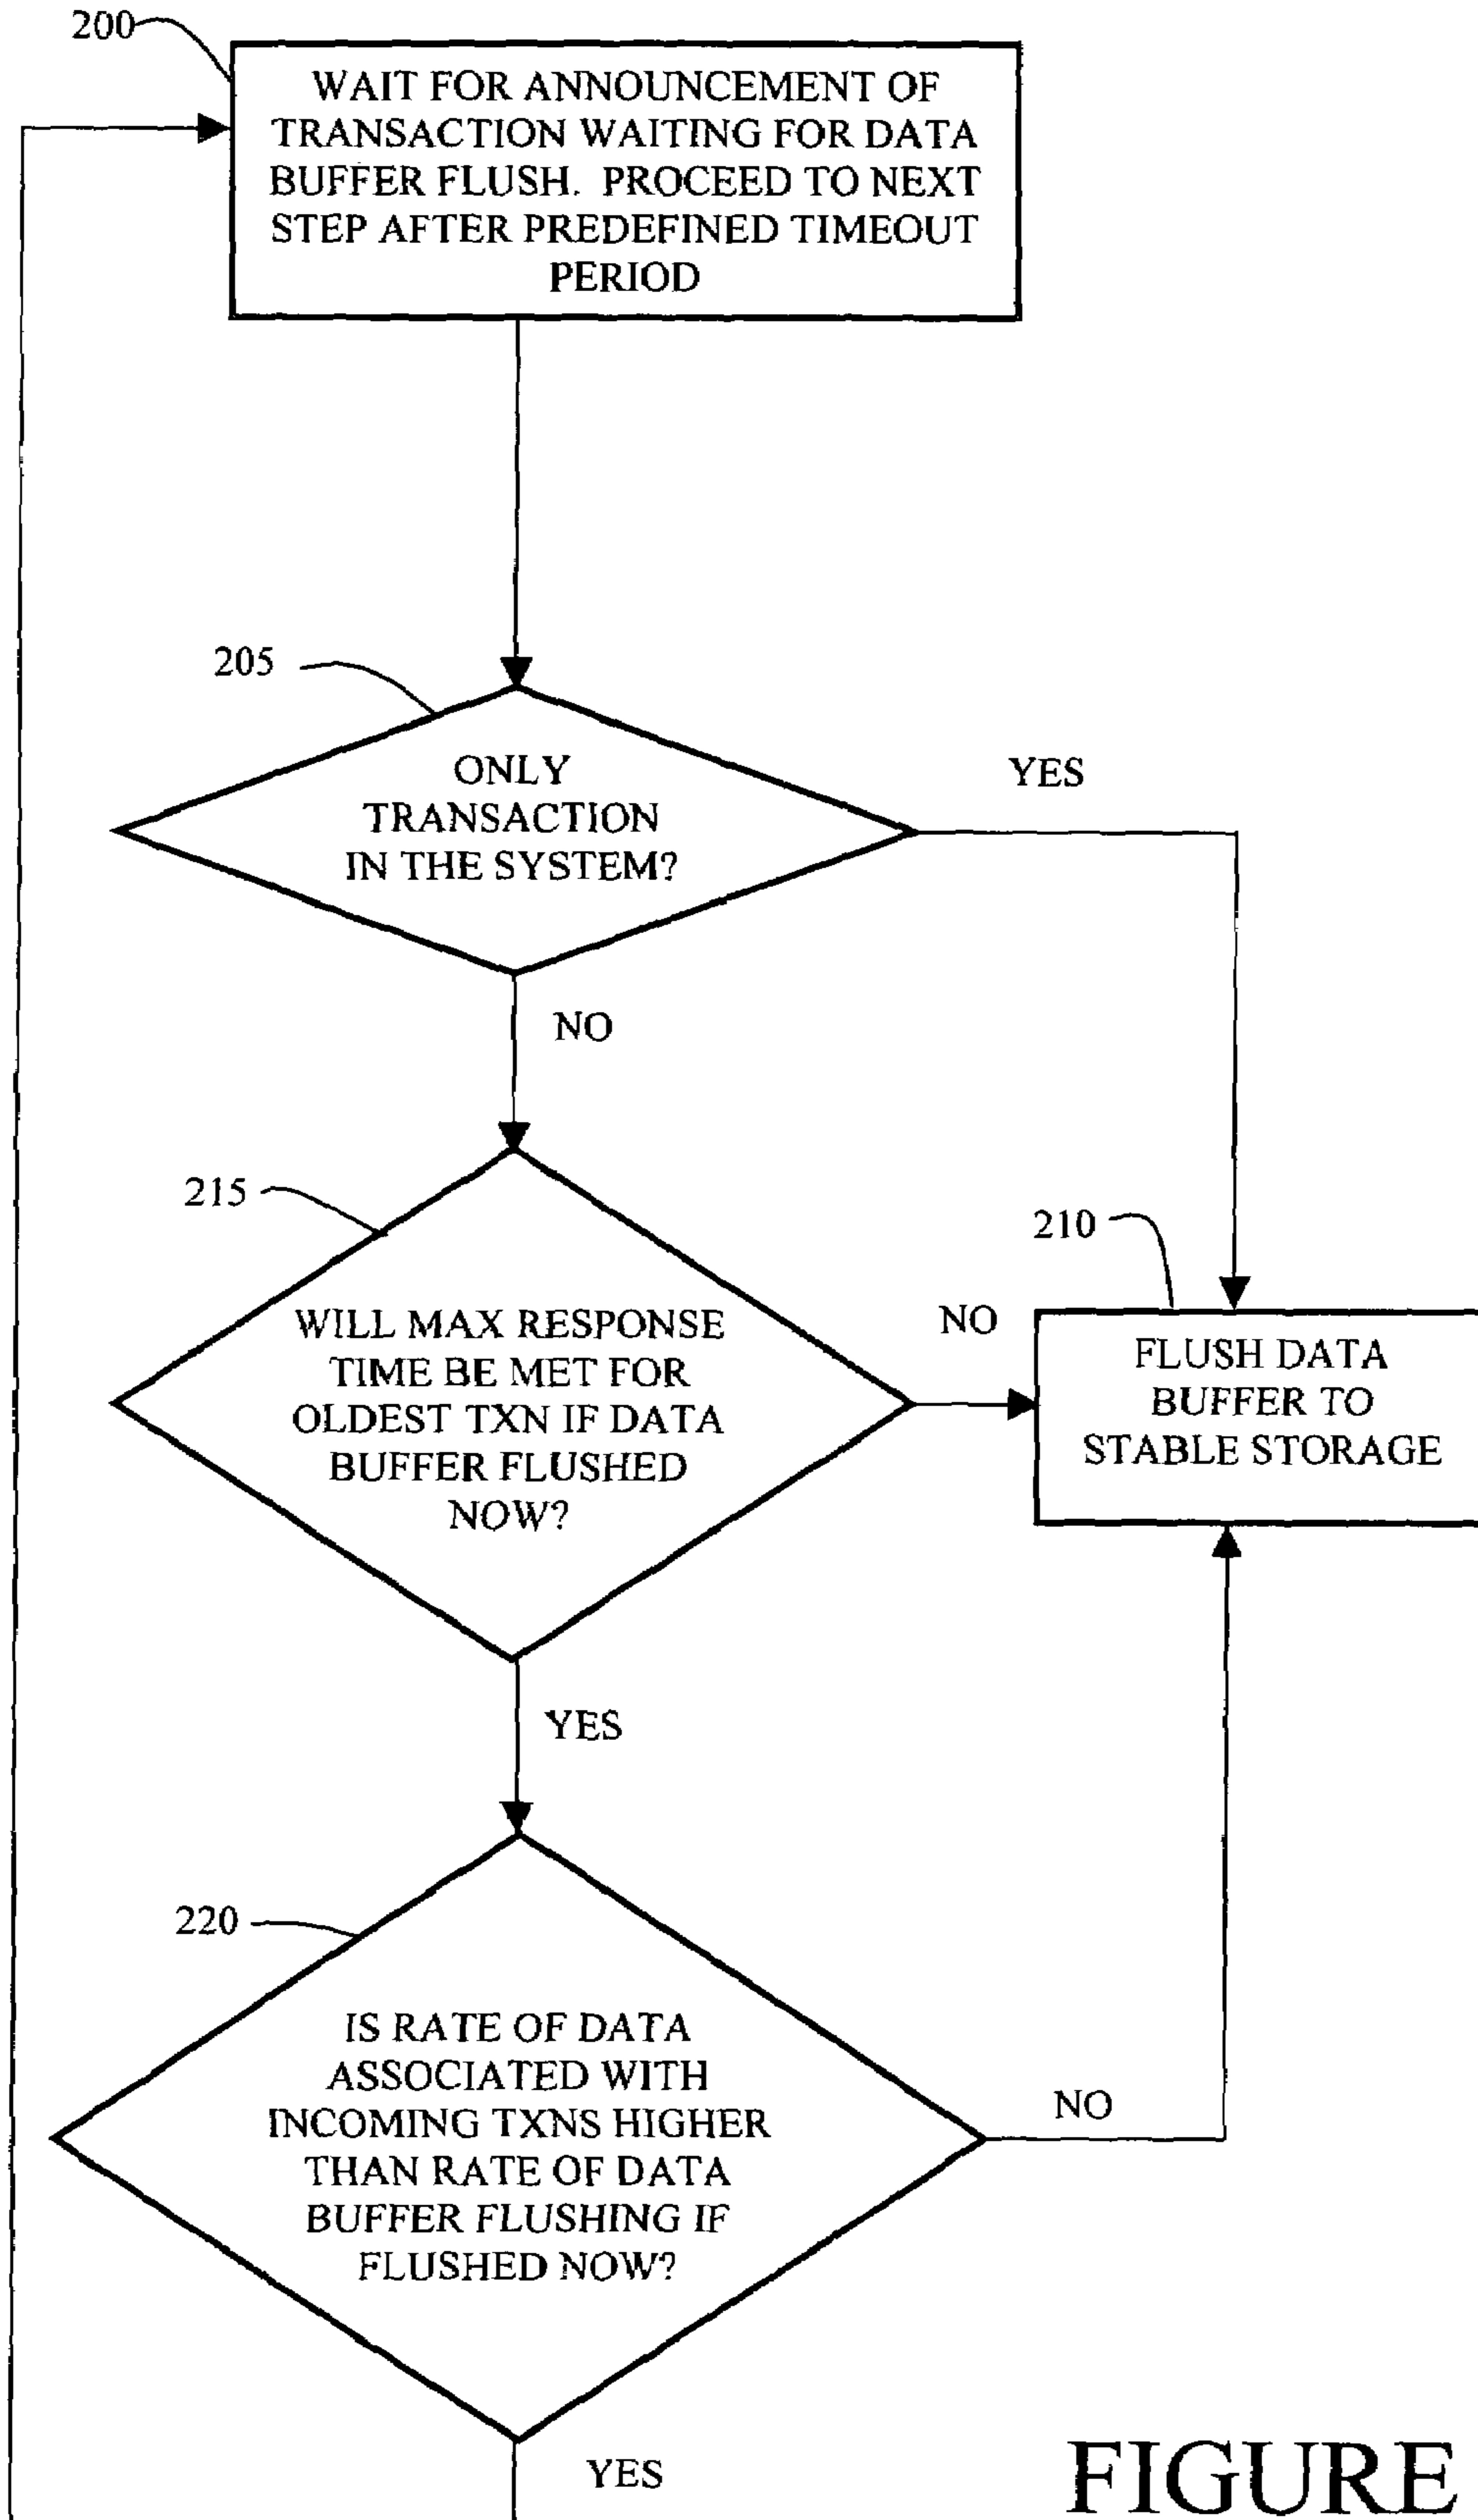 200
WAIT FOR ANNOUNCEMENT OF
TRANSACTION WAITING FOR DATA
BUFFER FLUSH. PROCEED TO NEXT
STEP AFTER PREDEFINED TIMEOUT
PERIOD
205
ONLY
TRANSACTION
IN THE SYSTEM?
YES
NO
215
WILL MAX RESPONSE
TIME BE MET FOR
OLDEST TXN IF DATA
BUFFER FLUSHED
NOW?
NO
210
FLUSH DATA
BUFFER TO
STABLE STORAGE
YES
220
IS RATE OF DATA
ASSOCIATED WITH
INCOMING TXNS HIGHER
THAN RATE OF DATA
BUFFER FLUSHING IF
FLUSHED NOW?
NO
YES
FIGURE